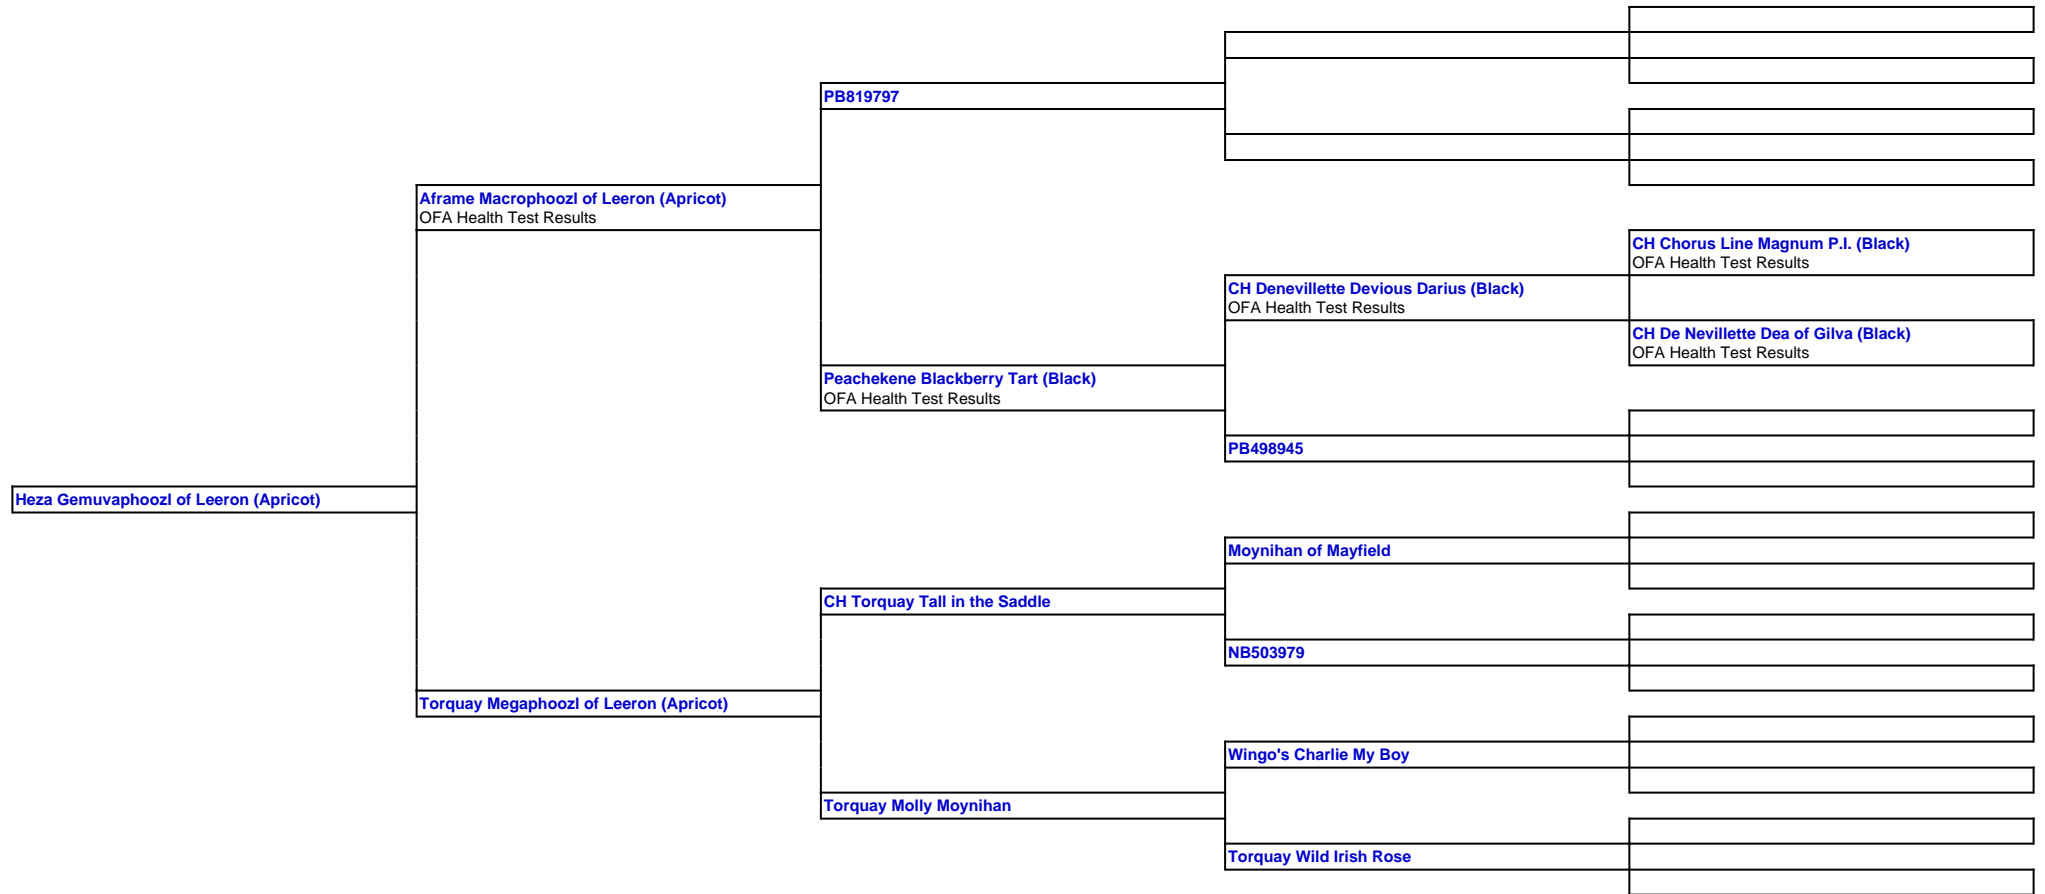 PB819797
Aframe Macrophoozl of Leeron (Apricot)
OFA Health Test Results
CH Chorus Line Magnum P.I. (Black)
OFA Health Test Results
CH Denevillette Devious Darius (Black)
OFA Health Test Results
CH De Nevillette Dea of Gilva (Black)
OFA Health Test Results
Peachekene Blackberry Tart (Black)
OFA Health Test Results
PB498945
Heza Gemuvaphoozl of Leeron (Apricot)
Moynihan of Mayfield
CH Torquay Tall in the Saddle
NB503979
Torquay Megaphoozl of Leeron (Apricot)
Wingo's Charlie My Boy
Torquay Molly Moynihan
Torquay Wild Irish Rose